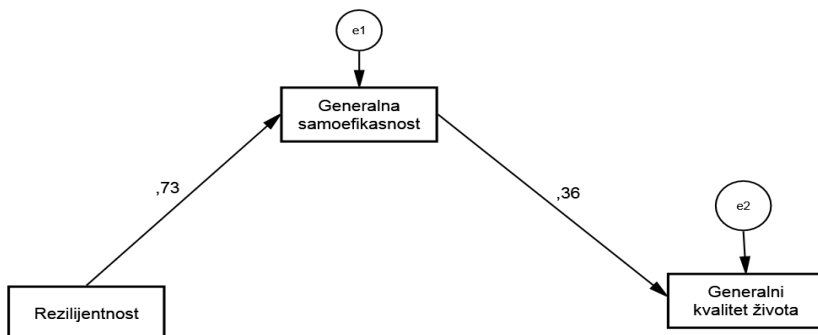 e1
Generalna
samoefikasnost
,73
,36
e2
Rezilijentnost
Generalni
kvalitet života